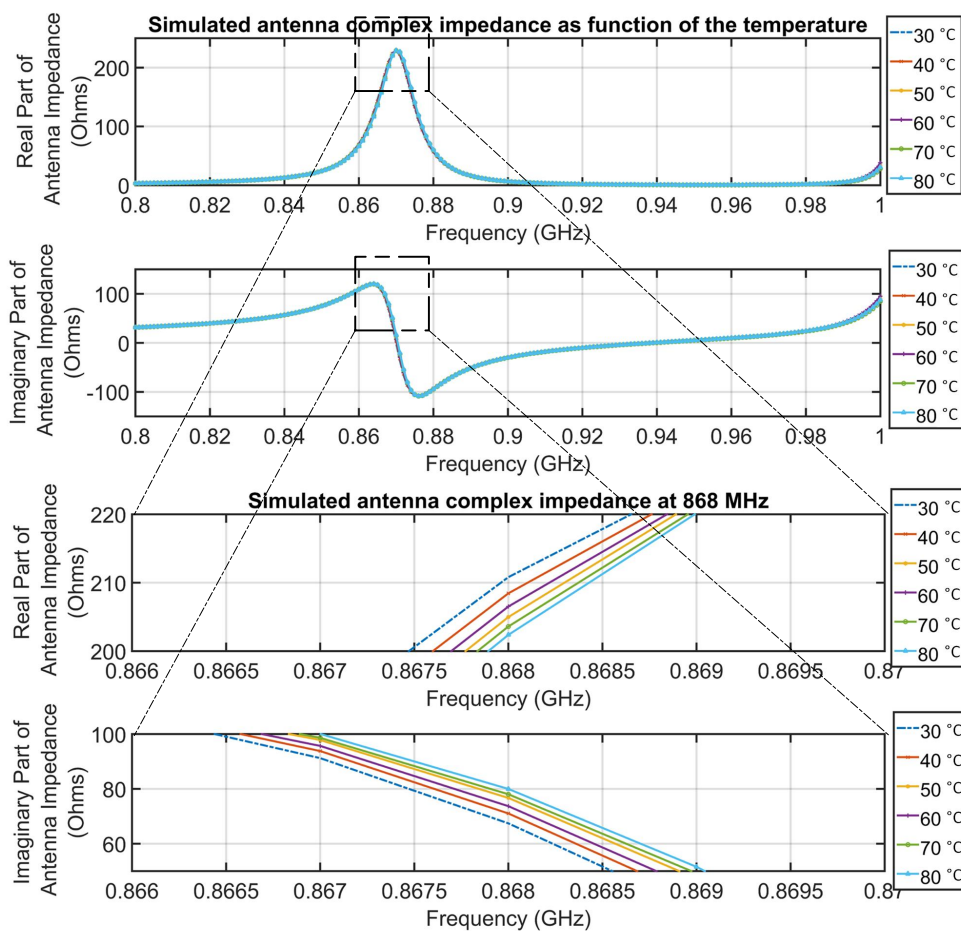 Simulated antenna complex impedance as function of the temperature
Real Part of
Antenna Impedance
(Ohms)
200
100
0
0.8 0.82 0.84 0.86 0.88 0.9 0.92 0.94 0.96 0.98 1
Frequency (GHz)
30 °C
40 °C
50 °C
60 °C
70 °C
80 °C
Imaginary Part of
Antenna Impedance
(Ohms)
100
0
-100
0.8 0.82 0.84 0.86 0.88 0.9 0.92 0.94 0.96 0.98 1
Frequency (GHz)
30 °C
40 °C
50 °C
60 °C
70 °C
80 °C
Simulated antenna complex impedance at 868 MHz
Real Part of
Antenna Impedance
(Ohms)
220
210
200
0.866 0.8665 0.867 0.8675 0.868 0.8685 0.869 0.8695 0.87
Frequency (GHz)
30 °C
40 °C
50 °C
60 °C
70 °C
80 °C
Imaginary Part of
Antenna Impedance
(Ohms)
100
80
60
0.866 0.8665 0.867 0.8675 0.868 0.8685 0.869 0.8695 0.87
Frequency (GHz)
30 °C
40 °C
50 °C
60 °C
70 °C
80 °C